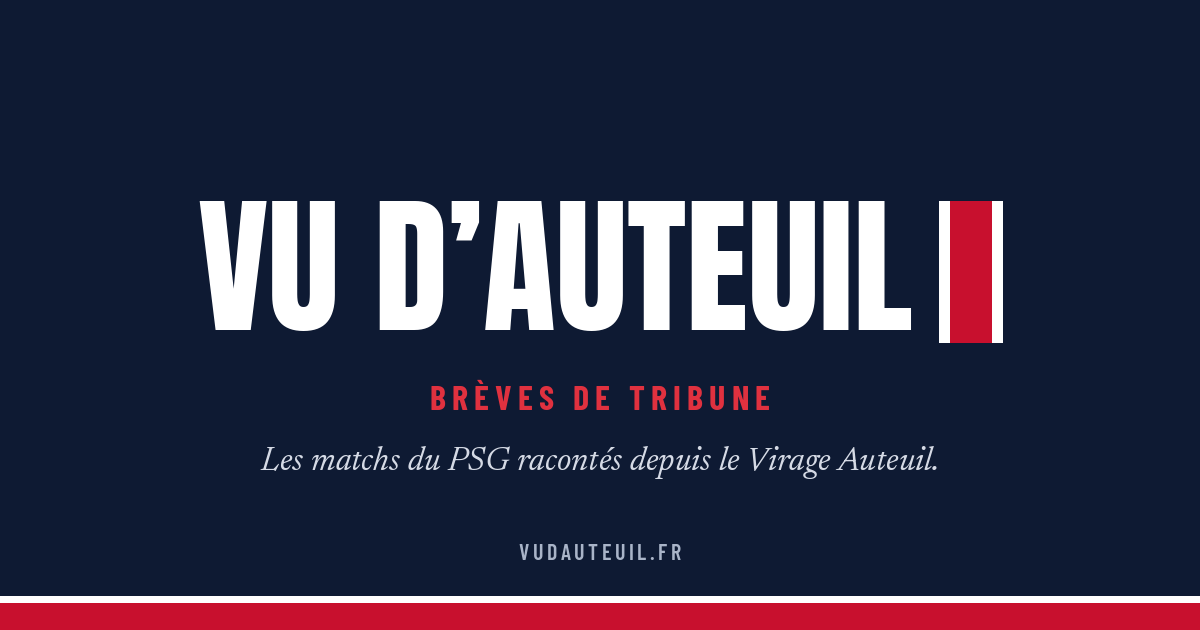 VU D’AUTEUIL
BRÈVES DE TRIBUNE
Les matchs du PSG racontés depuis le Virage Auteuil.
VUDAUTEUIL.FR